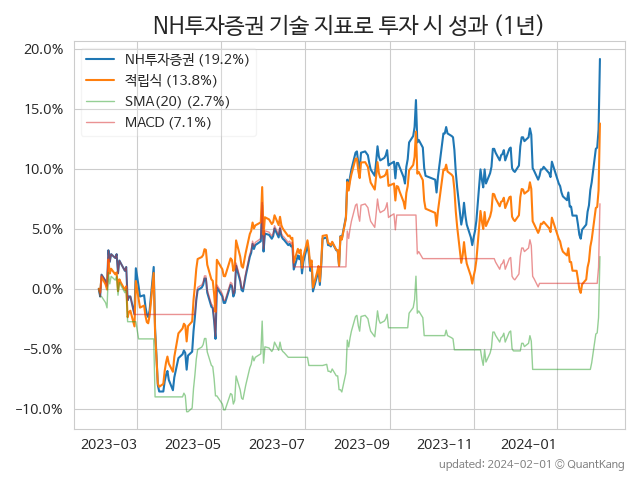 NH투자증권 기술 지표로 투자 시 성과 (1년)
20.0%
15.0%
10.0%
5.0%
0.0%
−5.0%
−10.0%
NH투자증권 (19.2%)
적립식 (13.8%)
SMA(20) (2.7%)
MACD (7.1%)
2023-03 2023-05 2023-07 2023-09 2023-11 2024-01
updated: 2024-02-01 © QuantKang